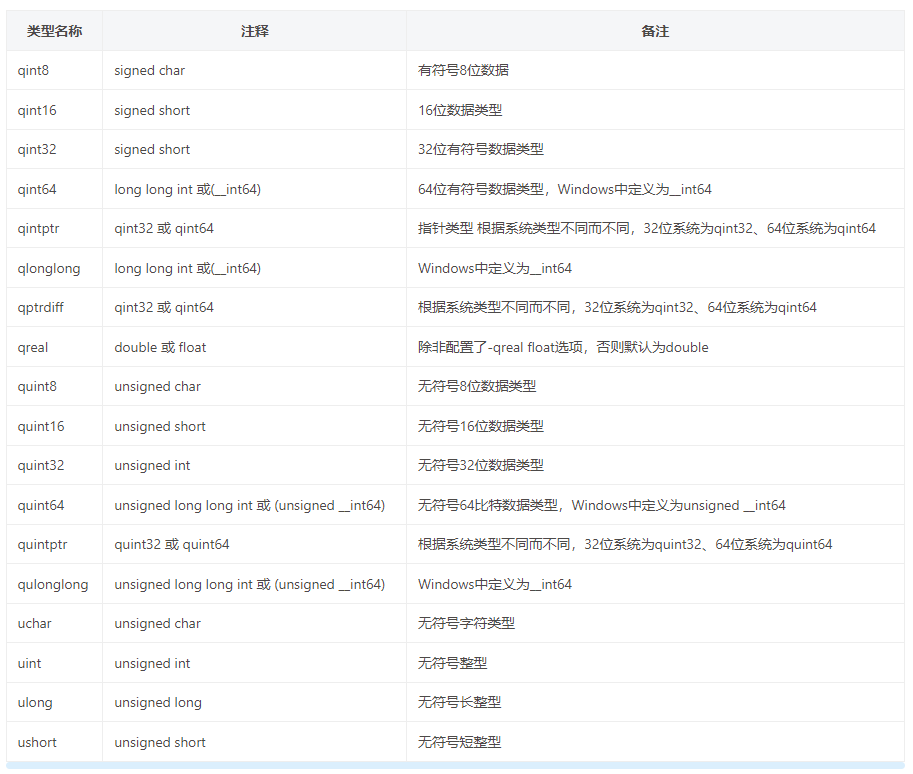 类型名称 注释 备注
qint8 signed char 有符号8位数据
qint16 signed short 16位数据类型
qint32 signed short 32位有符号数据类型
qint64 long long int 或(__int64) 64位有符号数据类型，Windows中定义为__int64
qintptr qint32 或 qint64 指针类型 根据系统类型不同而不同，32位系统为qint32、64位系统为qint64
qlonglong long long int 或(__int64) Windows中定义为__int64
qptrdiff qint32 或 qint64 根据系统类型不同而不同，32位系统为qint32、64位系统为qint64
qreal double 或 float 除非配置了-qreal float选项，否则默认为double
quint8 unsigned char 无符号8位数据类型
quint16 unsigned short 无符号16位数据类型
quint32 unsigned int 无符号32位数据类型
quint64 unsigned long long int 或 (unsigned __int64) 无符号64比特数据类型，Windows中定义为unsigned __int64
quintptr quint32 或 quint64 根据系统类型不同而不同，32位系统为quint32、64位系统为quint64
qulonglong unsigned long long int 或 (unsigned __int64) Windows中定义为__int64
uchar unsigned char 无符号字符类型
uint unsigned int 无符号整型
ulong unsigned long 无符号长整型
ushort unsigned short 无符号短整型